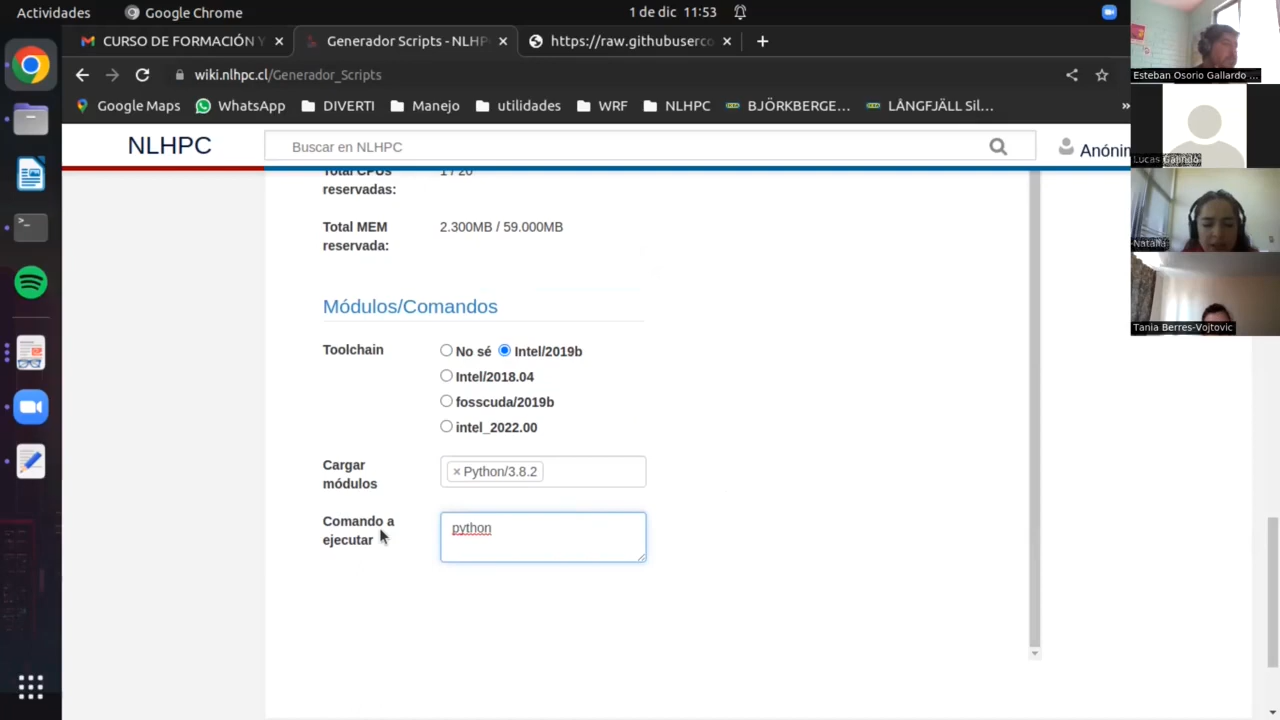 Actividades
Google Chrome
1 de dic 11:53
CURSO DE FORMACIÓN Y
Generador Scripts - NLHP
https://raw.githubuserco
wiki.nlhpc.cl/Generador_Scripts
Google Maps
WhatsApp
DIVERTI
Manejo
utilidades
WRF
NLHPC
BJÖRKBERGE...
LÅNGFJÄLL Sil...
»
NLHPC
Buscar en NLHPC
Anónim
Esteban Osorio Gallardo ...
Lucas Galindo
Natalia
Tania Berres-Vojtovic
Total CPUs
reservadas:
1 / 20
Total MEM
reservada:
2.300MB / 59.000MB
Módulos/Comandos
Toolchain
No sé
Intel/2019b
Intel/2018.04
fosscuda/2019b
intel_2022.00
Cargar
módulos
× Python/3.8.2
Comando a
ejecutar
python